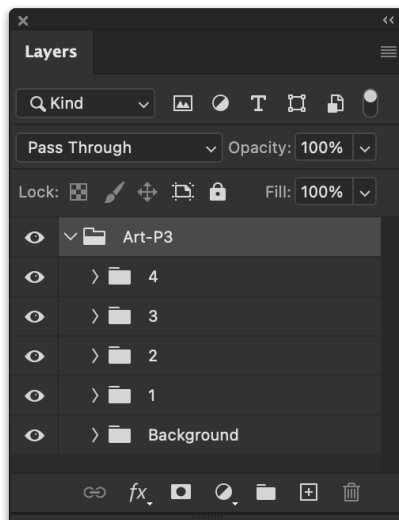 Layers
Kind
Pass Through Opacity: 100%
Lock: Fill: 100%
Art-P3
4
3
2
1
Background
fx